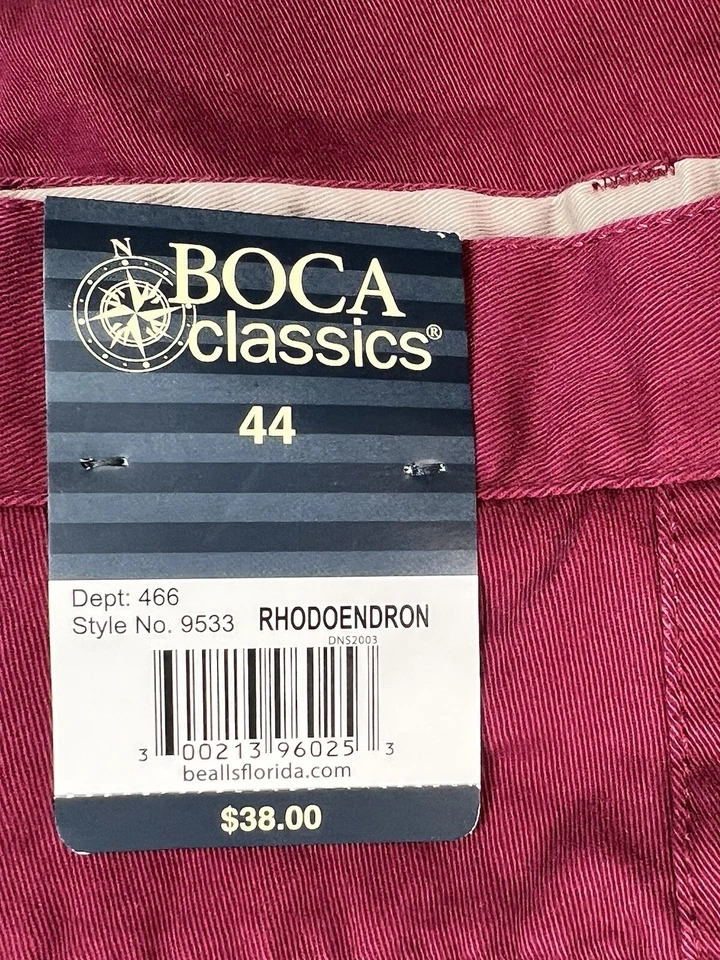 N
BOCA
classics®
44
Dept: 466
Style No. 9533 RHODOENDRON
DNS2003
3 00213 96025 3
beallsflorida.com
$38.00